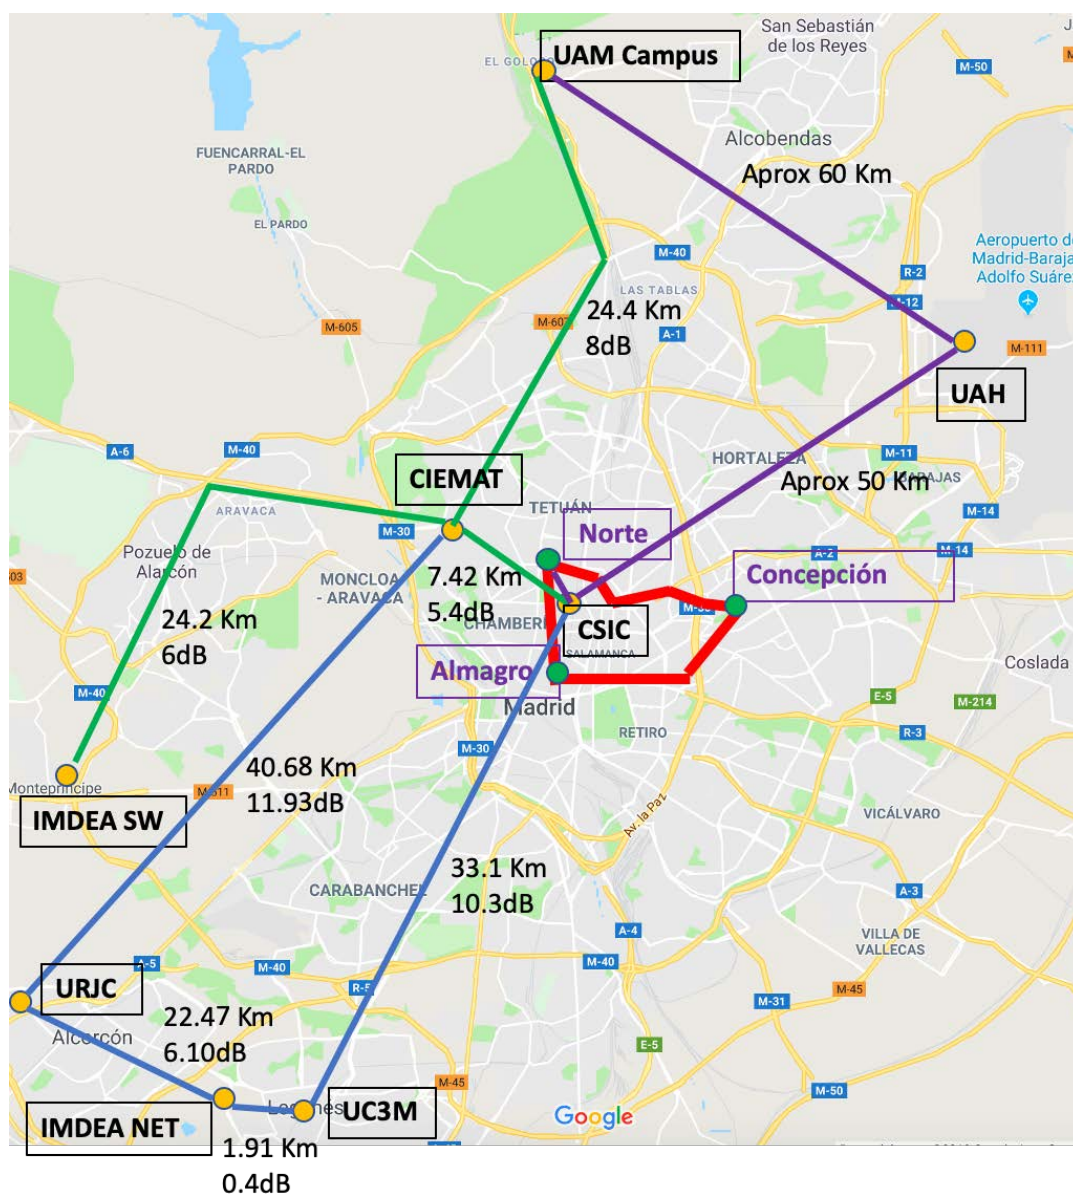 San Sebastián
de los Reyes
UAM Campus
EL GOLOSO
M-50
Alcobendas
FUENCARRAL-EL
PARDO
Aprox 60 Km
EL PARDO
Aeropuerto de
Madrid-Baraja
Adolfo Suárez
M-40
R-2
LAS TABLAS
M-12
24.4 Km
8dB
M-605
M-607
A-1
M-111
UAH
A-6
M-40
HORTALEZA
M-11
CIEMAT
BARAJAS
Aprox 50 Km
TETUÁN
ARAVACA
M-14
M-30
Norte
Pozuelo de
Alarcón
A-2
M-14
MONCLOA
- ARAVACA
7.42 Km
5.4dB
Concepción
M-30
24.2 Km
6dB
CHAMBERÍ
CSIC
SALAMANCA
Almagro
Coslada
M-40
E-5
M-214
Madrid
RETIRO
R-3
M-30
40.68 Km
11.93dB
Montepríncipe
M-511
IMDEA SW
Av. la Paz
VICÁLVARO
33.1 Km
10.3dB
CARABANCHEL
A-3
A-4
VILLA DE
VALLECAS
A-5
M-40
M-40
URJC
R-5
M-45
M-31
22.47 Km
6.10dB
Alcorcón
E-5
M-45
M-50
IMDEA NET
Leganés
UC3M
Google
1.91 Km
0.4dB